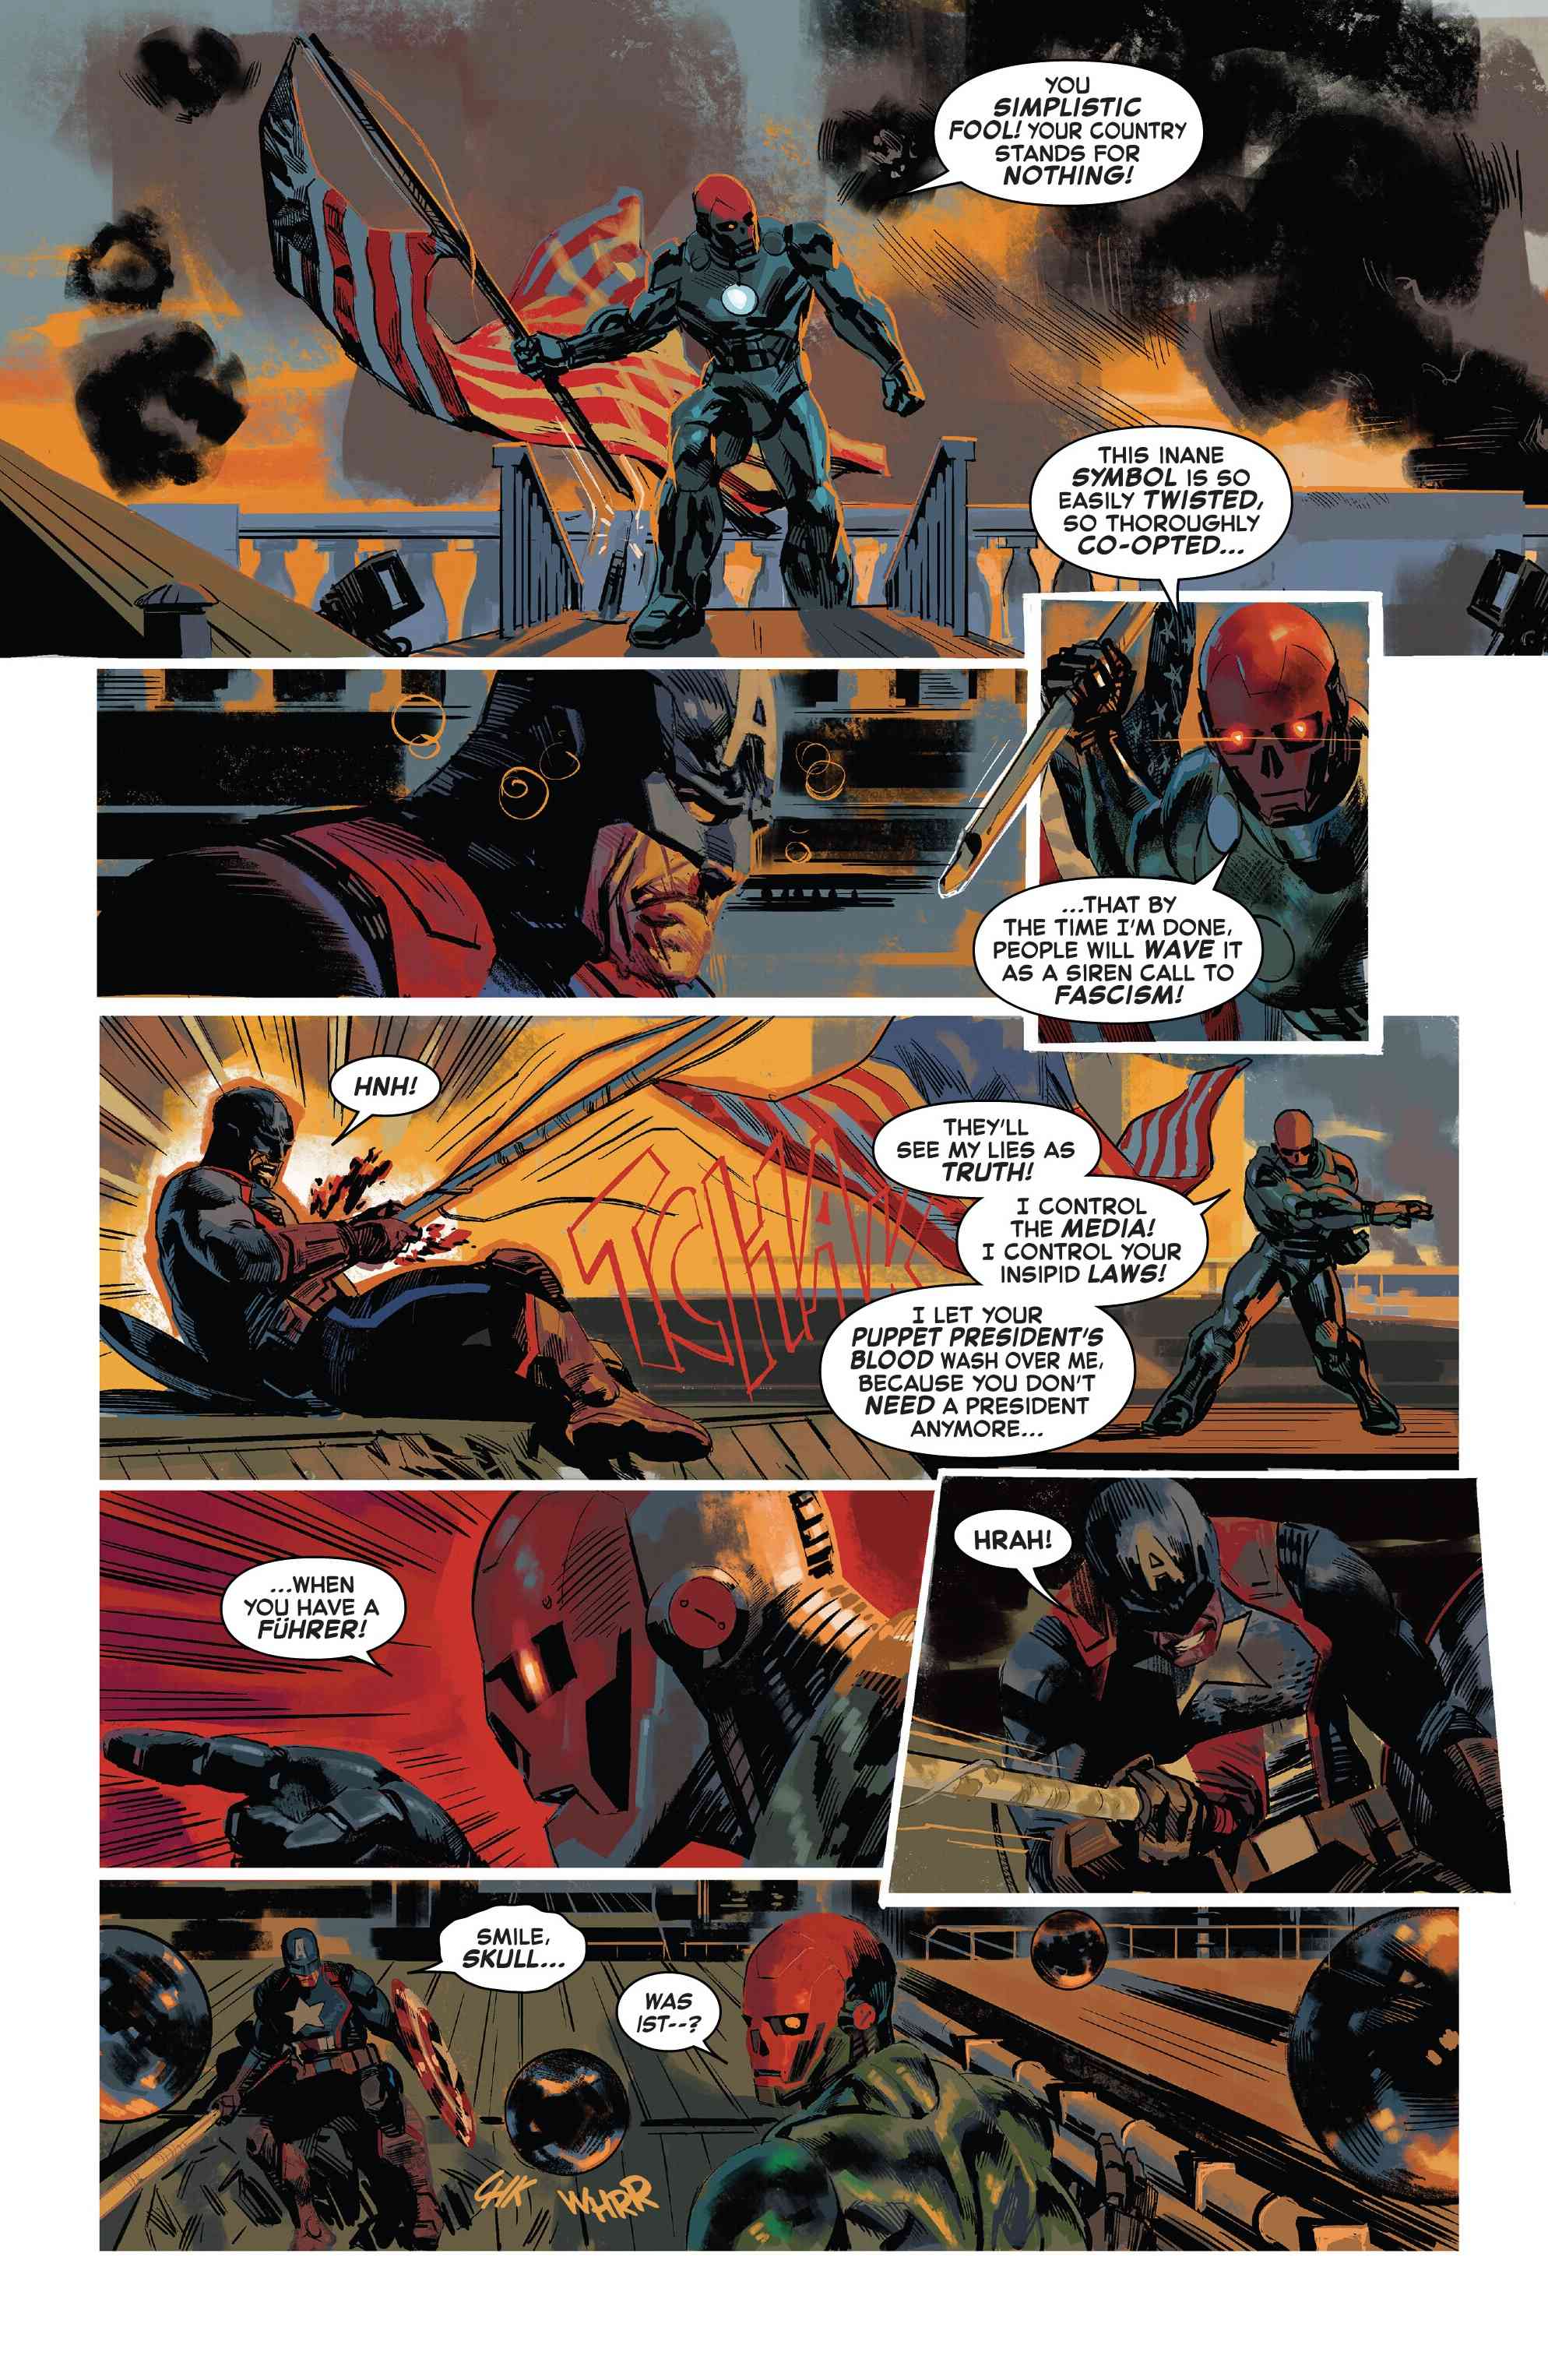 YOU
SIMPLISTIC
FOOL! YOUR COUNTRY
STANDS FOR
NOTHING!
THIS INANE
SYMBOL IS SO
EASILY TWISTED,
SO THOROUGHLY
CO-OPTED...
A
...THAT BY
THE TIME I'M DONE,
PEOPLE WILL WAVE IT
AS A SIREN CALL TO
FASCISM!
HNH!
TCHAK
THEY'LL
SEE MY LIES AS
TRUTH!
I CONTROL
THE MEDIA!
I CONTROL YOUR
INSIPID LAWS!
I LET YOUR
PUPPET PRESIDENT'S
BLOOD WASH OVER ME,
BECAUSE YOU DON'T
NEED A PRESIDENT
ANYMORE...
...WHEN
YOU HAVE A
FÜHRER!
HRAH!
A
SMILE,
SKULL...
A
WAS
IST--?
CHK
WHRR